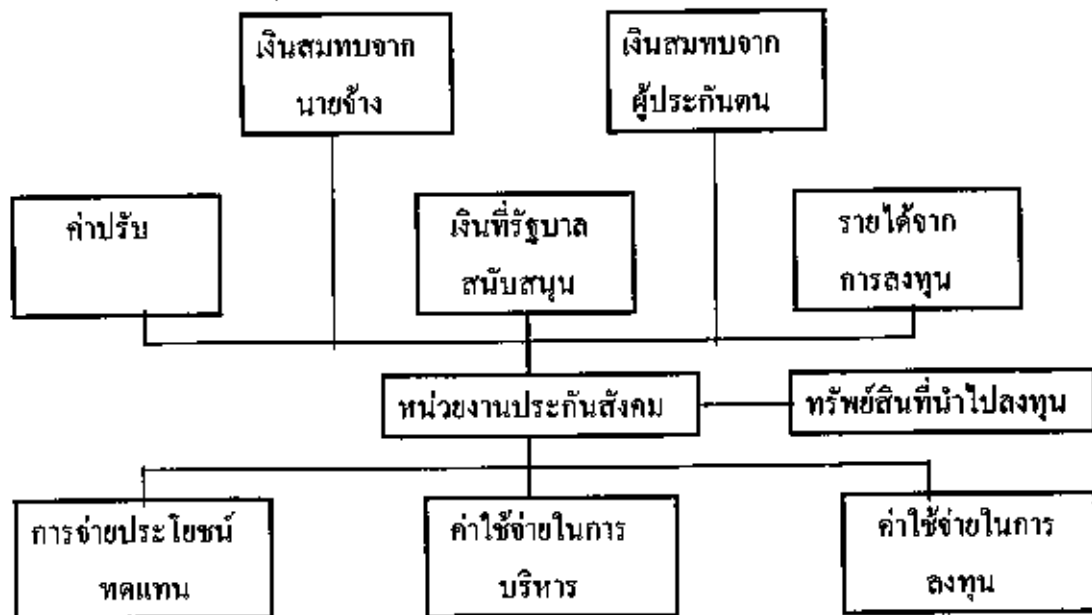 เงินสมทบจาก
นายจ้าง
เงินสมทบจาก
ผู้ประกันตน
ค่าปรับ
เงินที่รัฐบาล
สนับสนุน
รายได้จาก
การลงทุน
หน่วยงานประกันสังคม
ทรัพย์สินที่นำไปลงทุน
การจ่ายประโยชน์
ทดแทน
ค่าใช้จ่ายในการ
บริหาร
ค่าใช้จ่ายในการ
ลงทุน